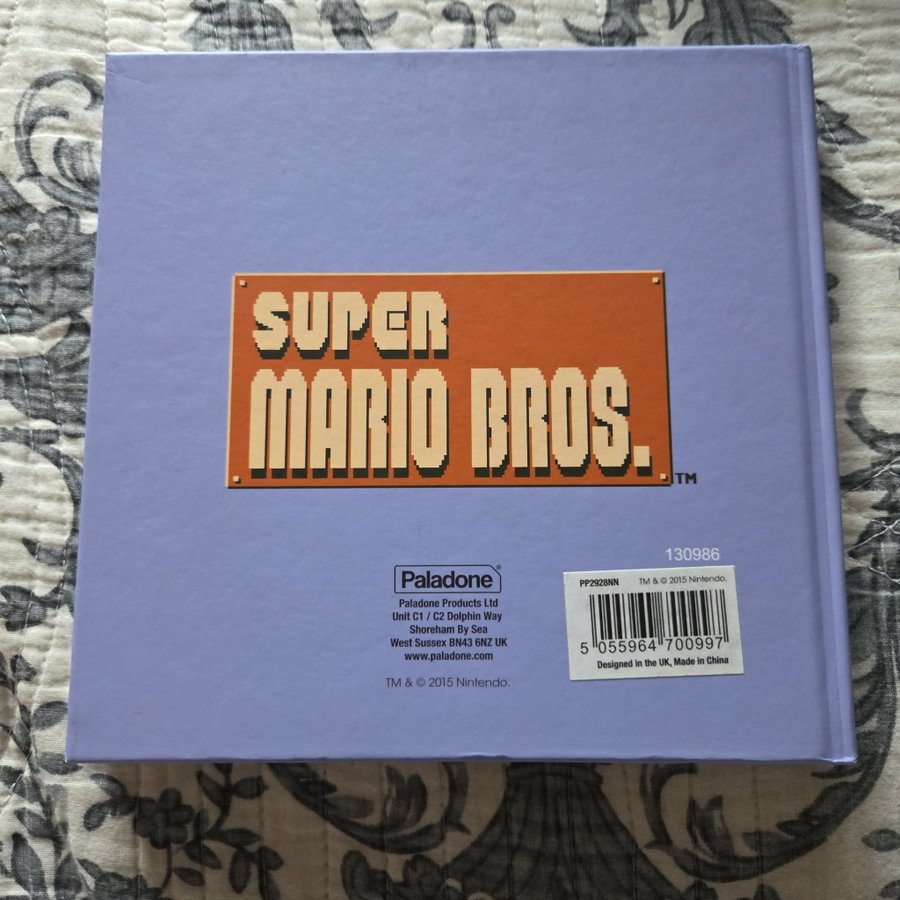 SUPER
MARIO BROS.
TM
130986
Paladone®
Paladone Products Ltd
Unit C1 / C2 Dolphin Way
Shoreham By Sea
West Sussex BN43 6NZ UK
www.paladone.com
TM & © 2015 Nintendo.
PP2928NN TM & © 2015 Nintendo.
5 055964 700997
Designed in the UK, Made in China